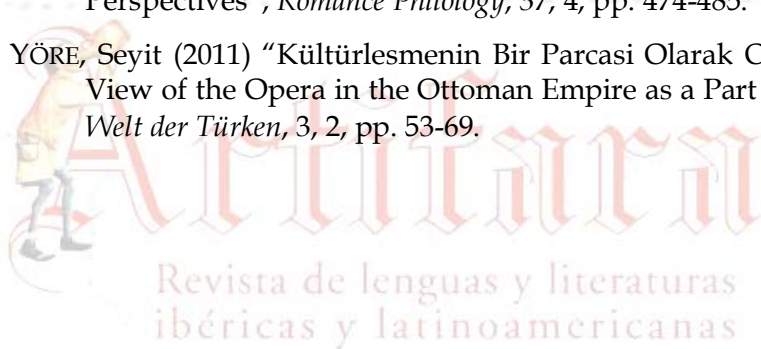 Perspectives", Romance Philology, 37, 4, pp. 474-485.
YÖRE, Seyit (2011) “Kültürlesmenin Bir Parcasi Olarak
View of the Opera in the Ottoman Empire as a Part
Welt der Türken, 3, 2, pp. 53-69.
Artifara
Revista de lenguas y literaturas
ibéricas y latinoamericanas